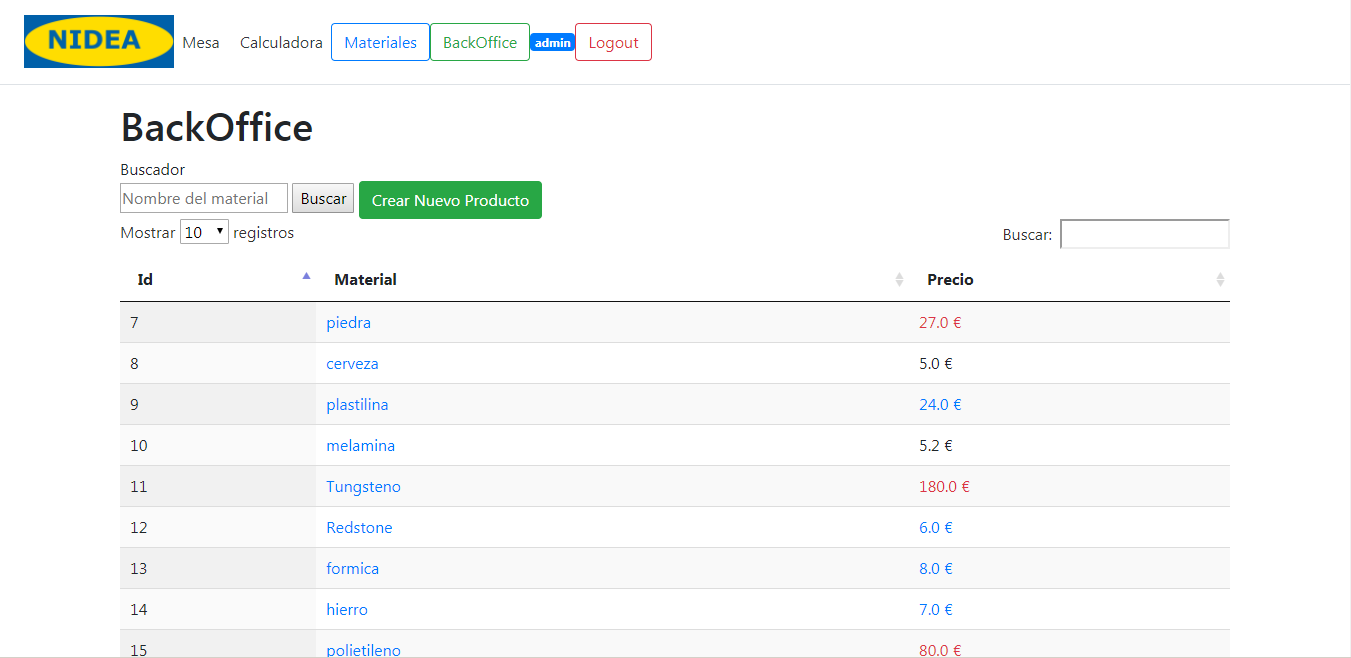 NIDEA Mesa Calculadora Materiales BackOffice admin Logout
BackOffice
Buscador
Nombre del material Buscar Crear Nuevo Producto
Mostrar 10 registros Buscar:
Id Material Precio
7 piedra 27.0 €
8 cerveza 5.0 €
9 plastilina 24.0 €
10 melamina 5.2 €
11 Tungsteno 180.0 €
12 Redstone 6.0 €
13 formica 8.0 €
14 hierro 7.0 €
15 polietileno 80.0 €